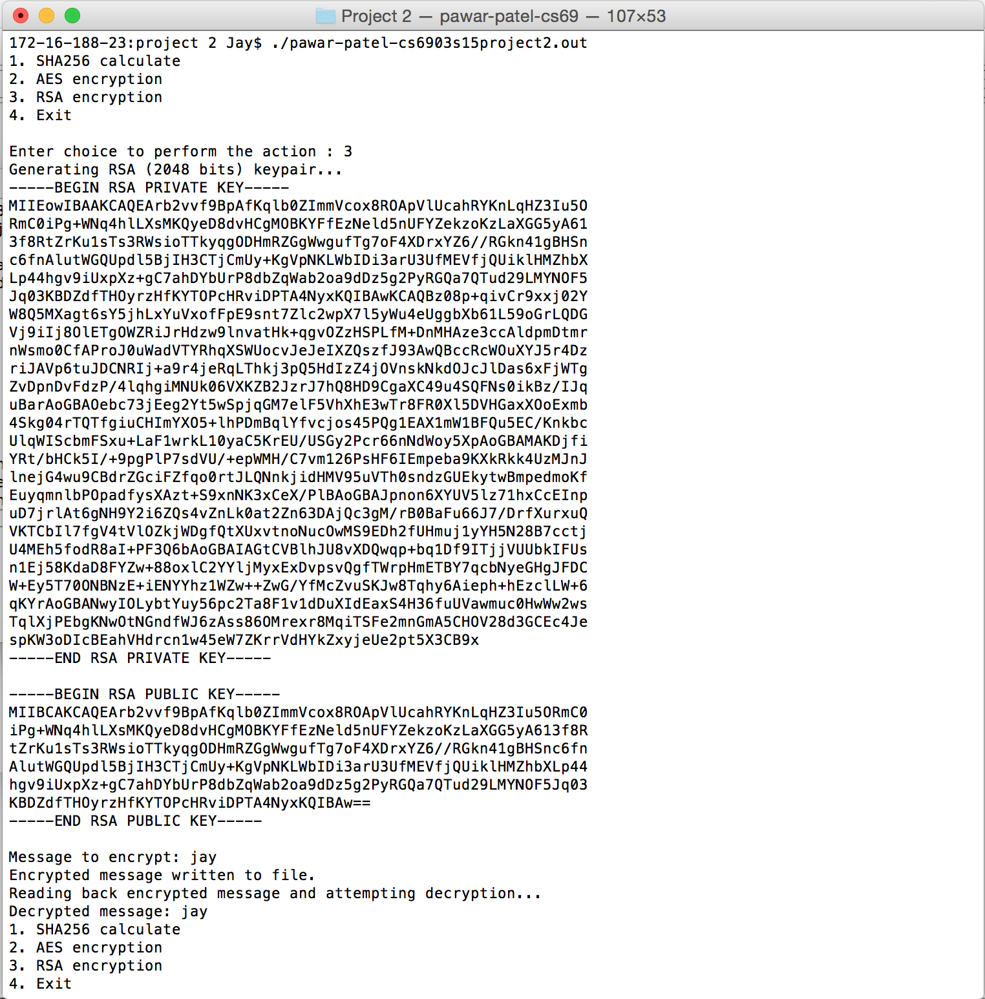 Project 2 — pawar-patel-cs69 — 107×53
172-16-188-23:project 2 Jay$ ./pawar-patel-cs6903s15project2.out
1. SHA256 calculate
2. AES encryption
3. RSA encryption
4. Exit
Enter choice to perform the action : 3
Generating RSA (2048 bits) keypair...
-----BEGIN RSA PRIVATE KEY-----
MIIEowIBAAKCAQEArb2vvf9BpAfKqlb0ZImmVcox8ROApVlUcahRYKnLqHZ3Iu5O
RmC0iPg+WNq4hlLXsMKQyeD8dvHCgMOBKYFfEzNeld5nUFYZekzoKzLaXGG5yA61
3f8RtZrKu1sTs3RWsioTTkyqgODHmRZGgWwgufTg7oF4XDrxYZ6//RGkn41gBHSn
c6fnAlutWGQUpdl5BjIH3CTjCmUy+KgVpNKLWbIDi3arU3UfMEVfjQUiklHMZhbX
Lp44hgv9iUxpXz+gC7ahDYbUrP8dbZqWab2oa9dDz5g2PyRGQa7QTud29LMYNOF5
Jq03KBDZdfTHOyrzHfKYTOPcHRviDPTA4NyxKQIBAwKCAQBz08p+qivCr9xxj02Y
W8Q5MXagt6sY5jhLxYuVxofFpE9snt7Zlc2wpX7l5yWu4eUggbXb61L59oGrLQDG
Vj9iIj8OlETgOWZRiJrHdzw9lnvatHk+qgvOZzHSPLfM+DnMHAze3ccAldpmDtmr
nWsmo0CfAProJ0uWadVTYRhqXSWUocvJeJeIXZQszfJ93AwQBccRcWOuXYJ5r4Dz
riJAVp6tuJDCNRIj+a9r4jeRqLThkj3pQ5HdIzZ4jOVnskNkdOJcJlDas6xFjWTg
ZvDpnDvFdzP/4lqhgiMNUk06VXKZB2JzrJ7hQ8HD9CgaXC49u4SQFNs0ikBz/IJq
uBarAoGBAOebc73jEeg2Yt5wSpjqGM7elF5VhXhE3wTr8FR0Xl5DVHGaxXOoExmb
4Skg04rTQTfgiuCHImYXO5+lhPDmBqlYfvcjos45PQg1EAX1mW1BFQu5EC/Knkbc
UlqWIScbmFSxu+LaF1wrkL10yaC5KrEU/USGy2Pcr66nNdWoy5XpAoGBAMAKDjfi
YRt/bHCk5I/+9pgPlP7sdVU/+epWMH/C7vm126PsHF6IEmpeba9KXkRkk4UzMJnJ
lnejG4wu9CBdrZGciFZfqo0rtJLQNnkjidHMV95uVTh0sndzGUEkytwBmpedmoKf
EuyqmnlbPOpadfysXAzt+S9xnNK3xCeX/PlBAoGBAJpnon6XYUV5lz71hxCcEInp
uD7jrlAt6gNH9Y2i6ZQs4vZnLk0at2Zn63DAjQc3gM/rB0BaFu66J7/DrfXurxuQ
VKTCbIl7fgV4tVlOZkjWDgfQtXUxvtnoNucOwMS9EDh2fUHmuj1yYH5N28B7cctj
U4MEh5fodR8aI+PF3Q6bAoGBAIAGtCVBlhJU8vXDQwqp+bq1Df9ITjjVUUbkIFUs
n1Ej58KdaD8FYZw+88oxlC2YYljMyxExDvpsvQgfTWrpHmETBY7qcbNyeGHgJFDC
W+Ey5T70ONBNzE+iENYYhz1WZw++ZwG/YfMcZvuSKJw8Tqhy6Aieph+hEzclLW+6
qKYrAoGBANwyIOLybtYuy56pc2Ta8F1v1dDuXIdEaxS4H36fuUVawmuc0HwWw2ws
TqlXjPEbgKNwOtNGndfWJ6zAss86OMrexr8MqiTSFe2mnGmA5CHOV28d3GCEc4Je
spKW3oDIcBEahVHdrcn1w45eW7ZKrrVdHYkZxyjeUe2pt5X3CB9x
-----END RSA PRIVATE KEY-----
-----BEGIN RSA PUBLIC KEY-----
MIIBCAKCAQEArb2vvf9BpAfKqlb0ZImmVcox8ROApVlUcahRYKnLqHZ3Iu5ORmC0
iPg+WNq4hlLXsMKQyeD8dvHCgMOBKYFfEzNeld5nUFYZekzoKzLaXGG5yA613f8R
tZrKu1sTs3RWsioTTkyqgODHmRZGgWwgufTg7oF4XDrxYZ6//RGkn41gBHSnc6fn
AlutWGQUpdl5BjIH3CTjCmUy+KgVpNKLWbIDi3arU3UfMEVfjQUiklHMZhbXLp44
hgv9iUxpXz+gC7ahDYbUrP8dbZqWab2oa9dDz5g2PyRGQa7QTud29LMYNOF5Jq03
KBDZdfTHOyrzHfKYTOPcHRviDPTA4NyxKQIBAw==
-----END RSA PUBLIC KEY-----
Message to encrypt: jay
Encrypted message written to file.
Reading back encrypted message and attempting decryption...
Decrypted message: jay
1. SHA256 calculate
2. AES encryption
3. RSA encryption
4. Exit